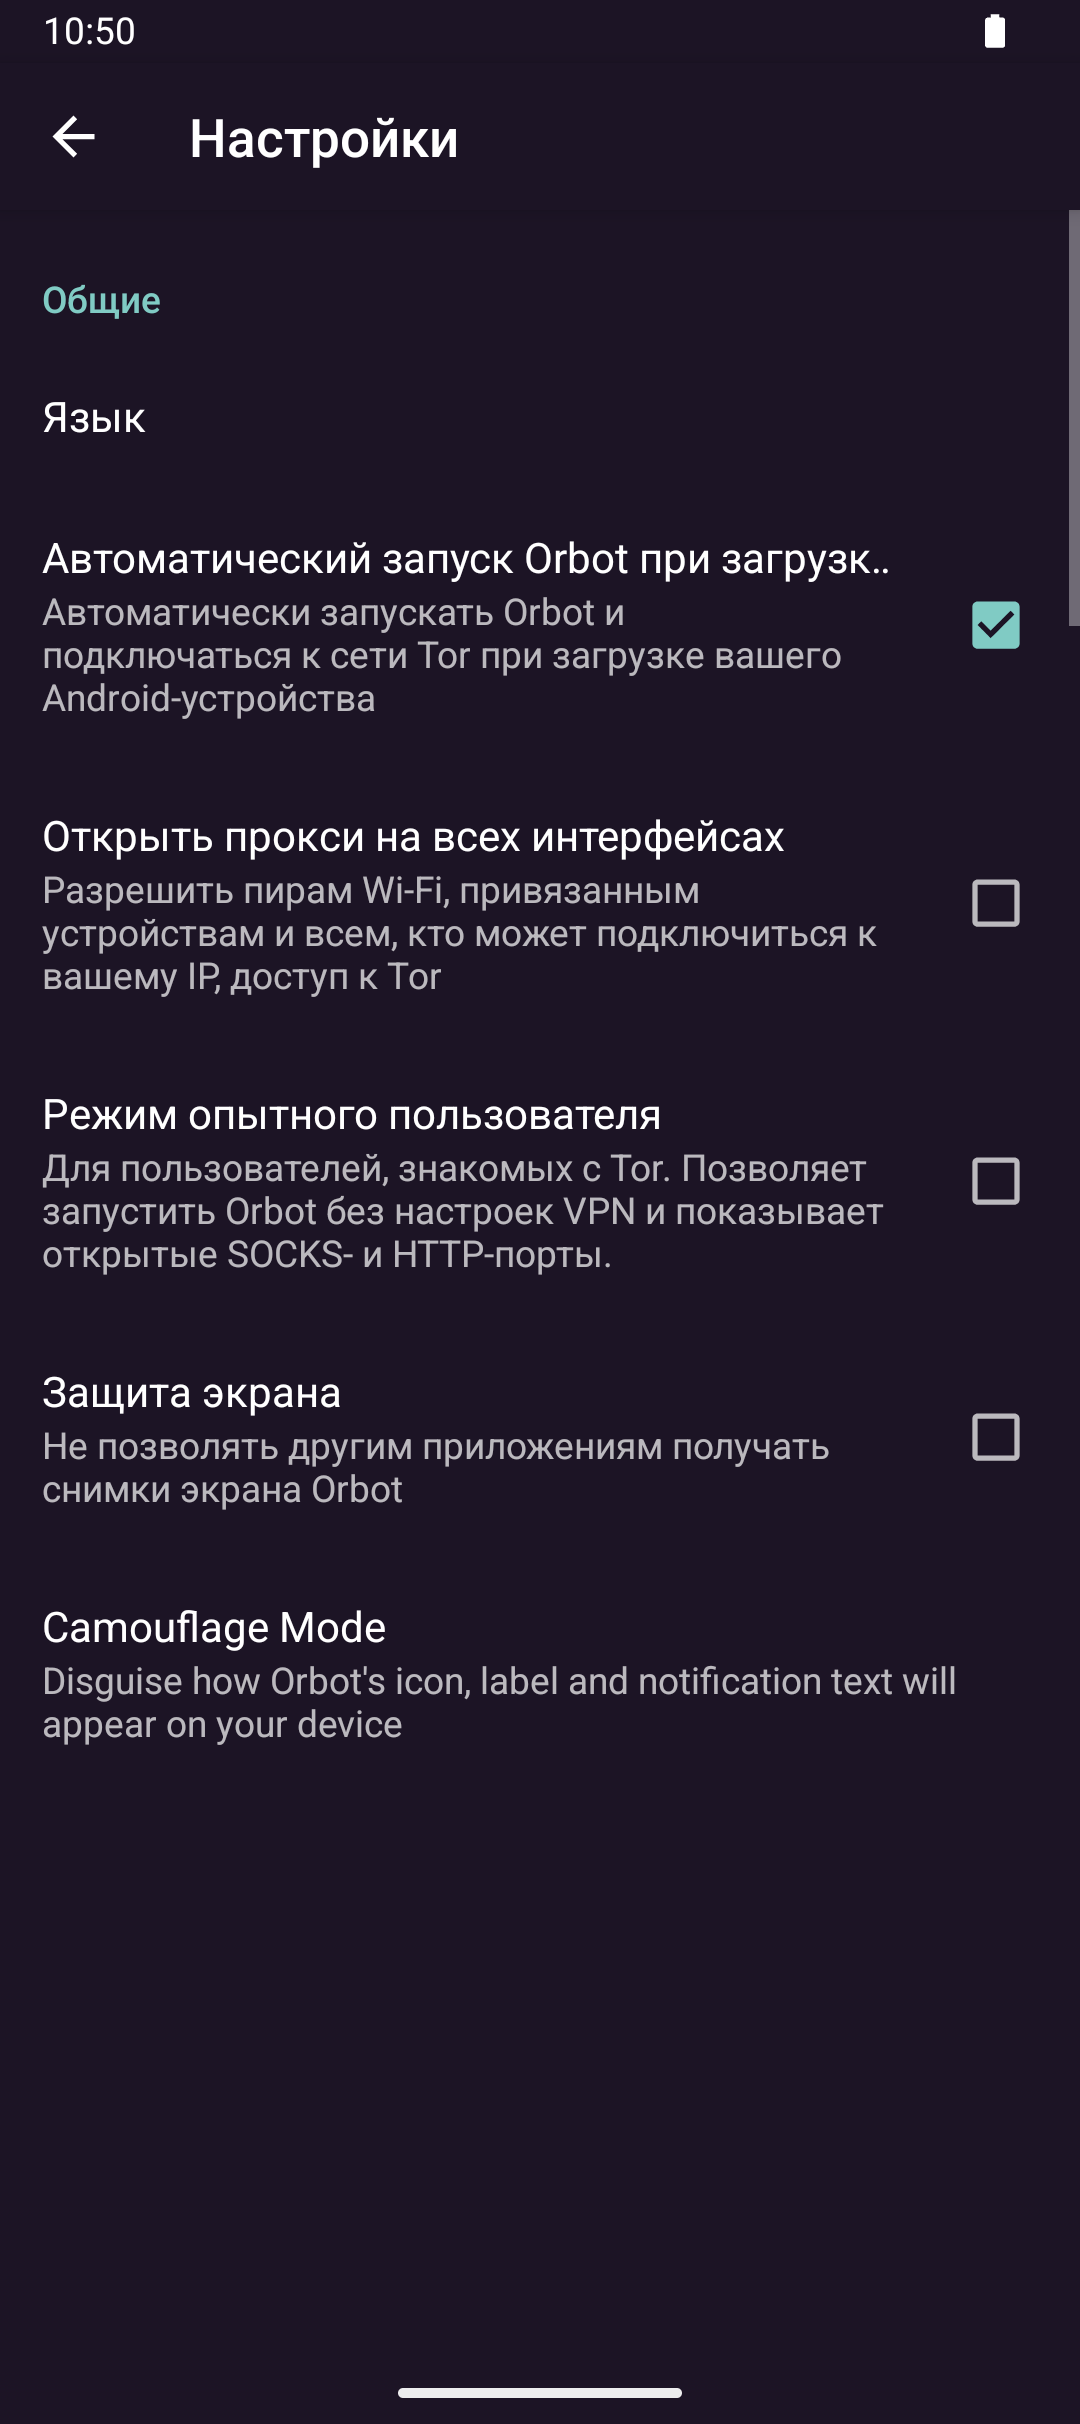 10:50
Настройки
Общие
Язык
Автоматический запуск Orbot при загрузк..
Автоматически запускать Orbot и
подключаться к сети Tor при загрузке вашего
Android-устройства
Открыть прокси на всех интерфейсах
Разрешить пирам Wi-Fi, привязанным
устройствам и всем, кто может подключиться к
вашему IP, доступ к Tor
Режим опытного пользователя
Для пользователей, знакомых с Tor. Позволяет
запустить Orbot без настроек VPN и показывает
открытые SOCKS- и HTTP-порты.
Защита экрана
Не позволять другим приложениям получать
снимки экрана Orbot
Camouflage Mode
Disguise how Orbot's icon, label and notification text will
appear on your device